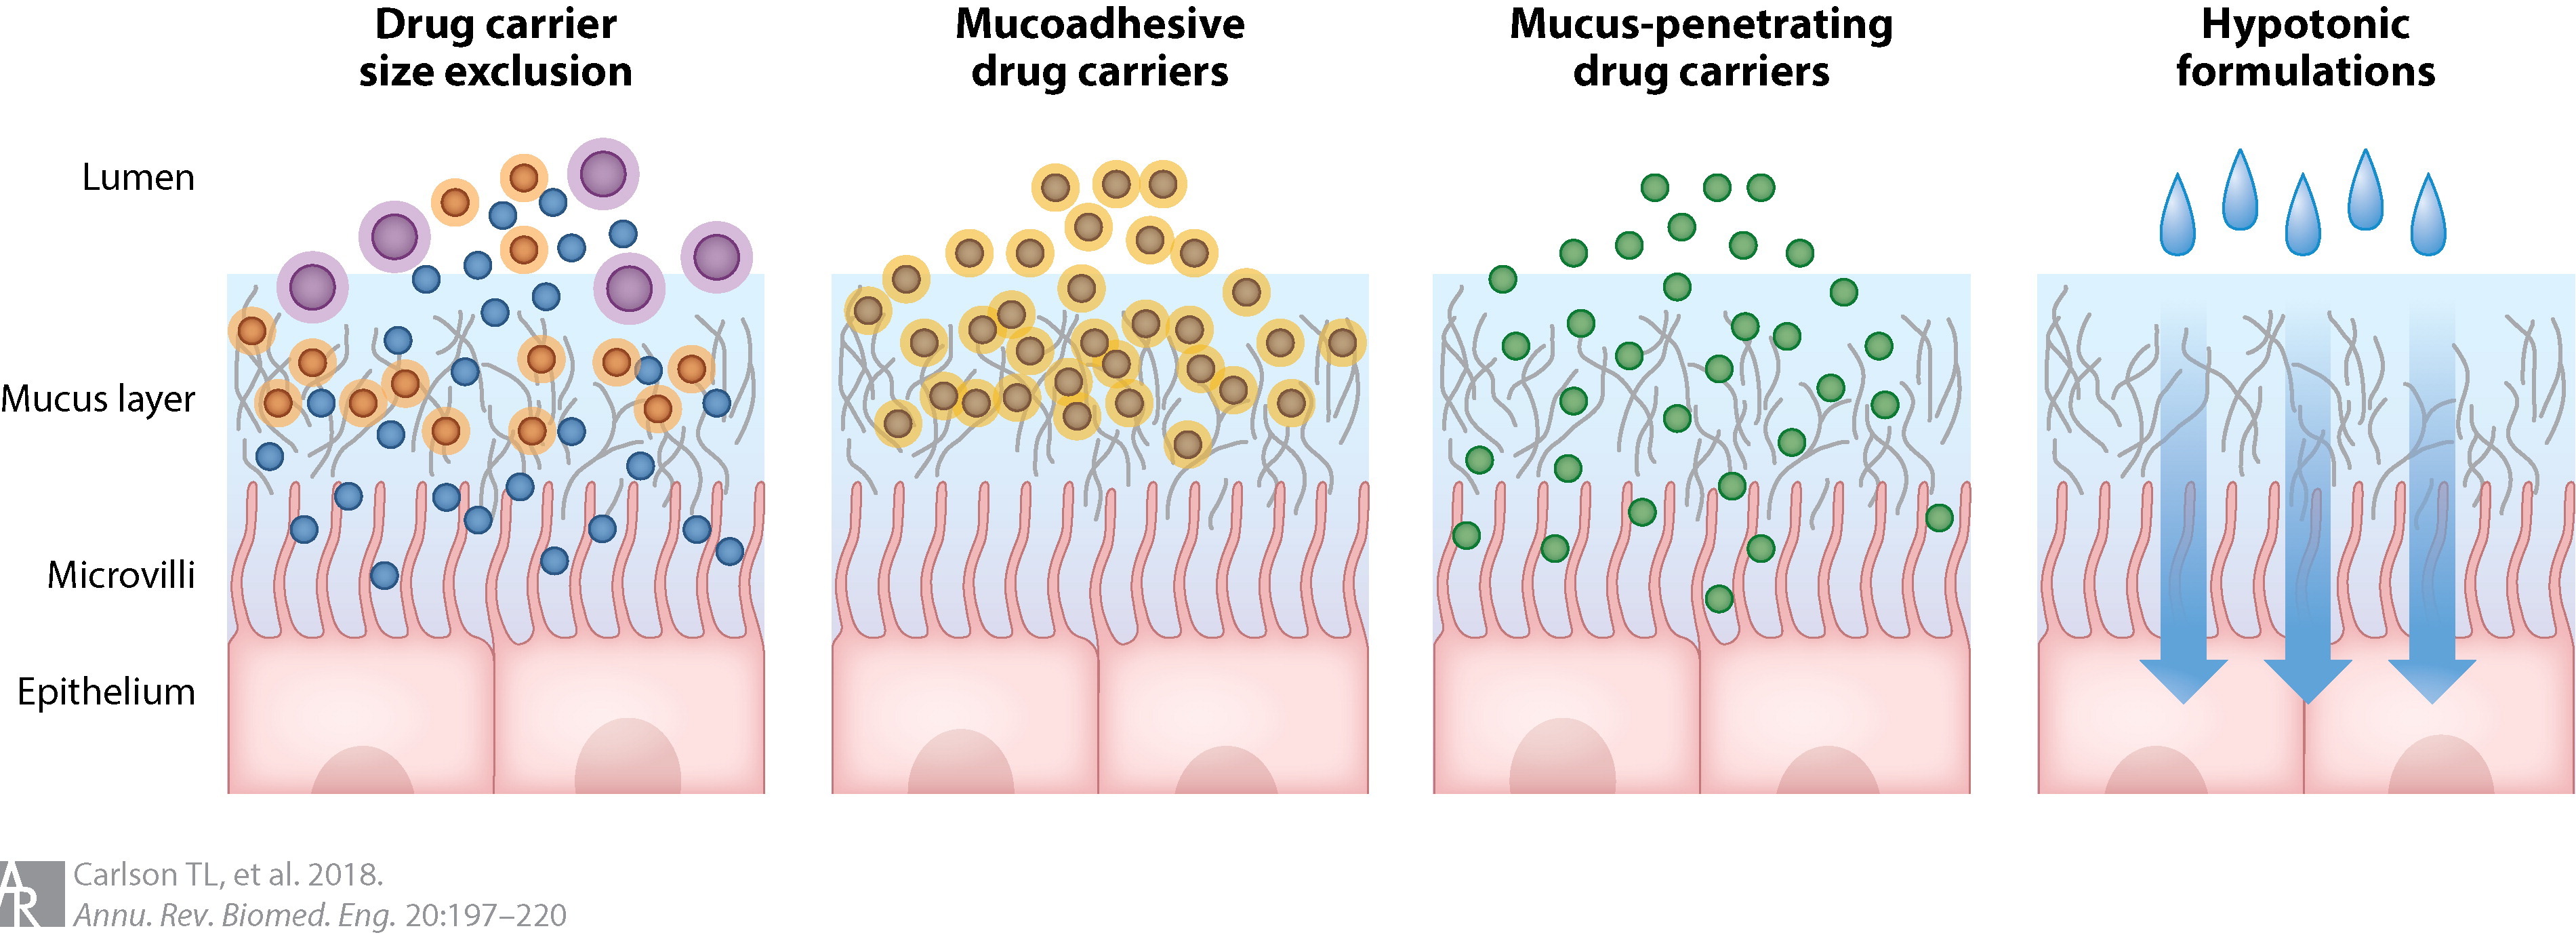 Drug carrier
size exclusion
Mucoadhesive
drug carriers
Mucus-penetrating
drug carriers
Hypotonic
formulations
Lumen
Mucus layer
Microvilli
Epithelium
AR
Carlson TL, et al. 2018.
Annu. Rev. Biomed. Eng. 20:197–220